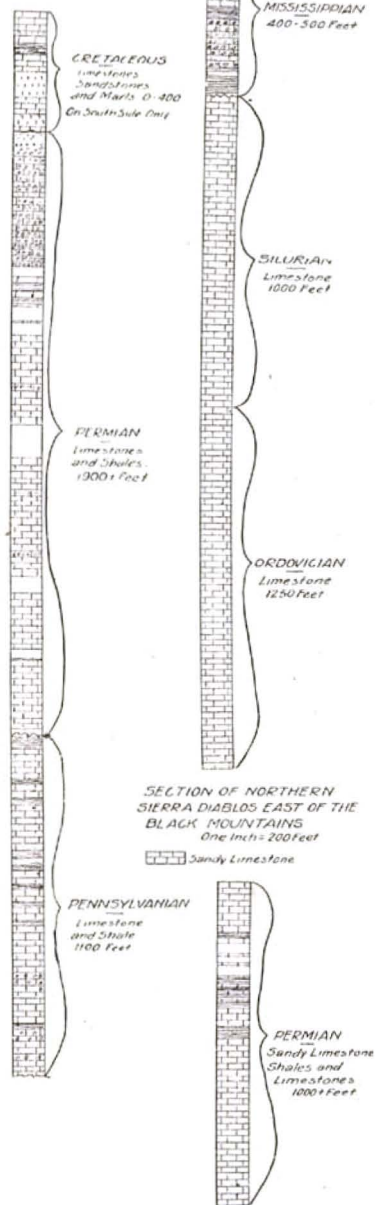 CRETACEOUS
Limestones
Sandstones
and Marls 0-400
On South Side Only
PERMIAN
Limestones
and Shales.
1900+ Feet
PENNSYLVANIAN
Limestone
and Shale
1100 Feet
MISSISSIPPIAN
400-500 Feet
SILURIAN
Limestone
1000 Feet
ORDOVICIAN
Limestone
1250 Feet
SECTION OF NORTHERN
SIERRA DIABLOS EAST OF THE
BLACK MOUNTAINS
One Inch = 200 Feet
Sandy Limestone
PERMIAN
Sandy Limestone
Shales and
Limestones
1000+ Feet